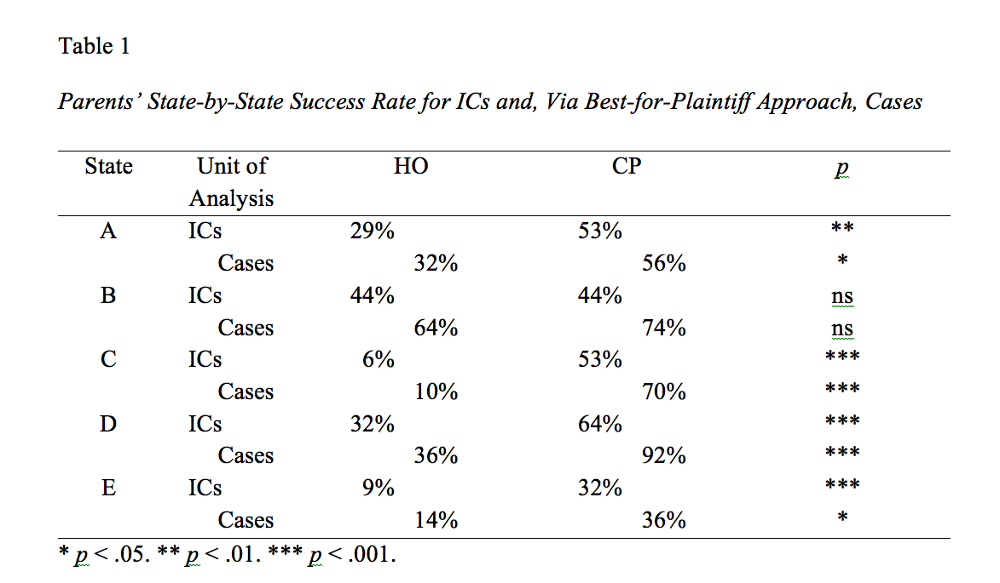 Table 1
Parents’ State-by-State Success Rate for ICs and, Via Best-for-Plaintiff Approach, Cases
State Unit of HO CP p
Analysis
A ICs 29% 53% **
Cases 32% 56% *
B ICs 44% 44% ns
Cases 64% 74% ns
C ICs 6% 53% ***
Cases 10% 70% ***
D ICs 32% 64% ***
Cases 36% 92% ***
E ICs 9% 32% ***
Cases 14% 36% *
* p < .05. ** p < .01. *** p < .001.